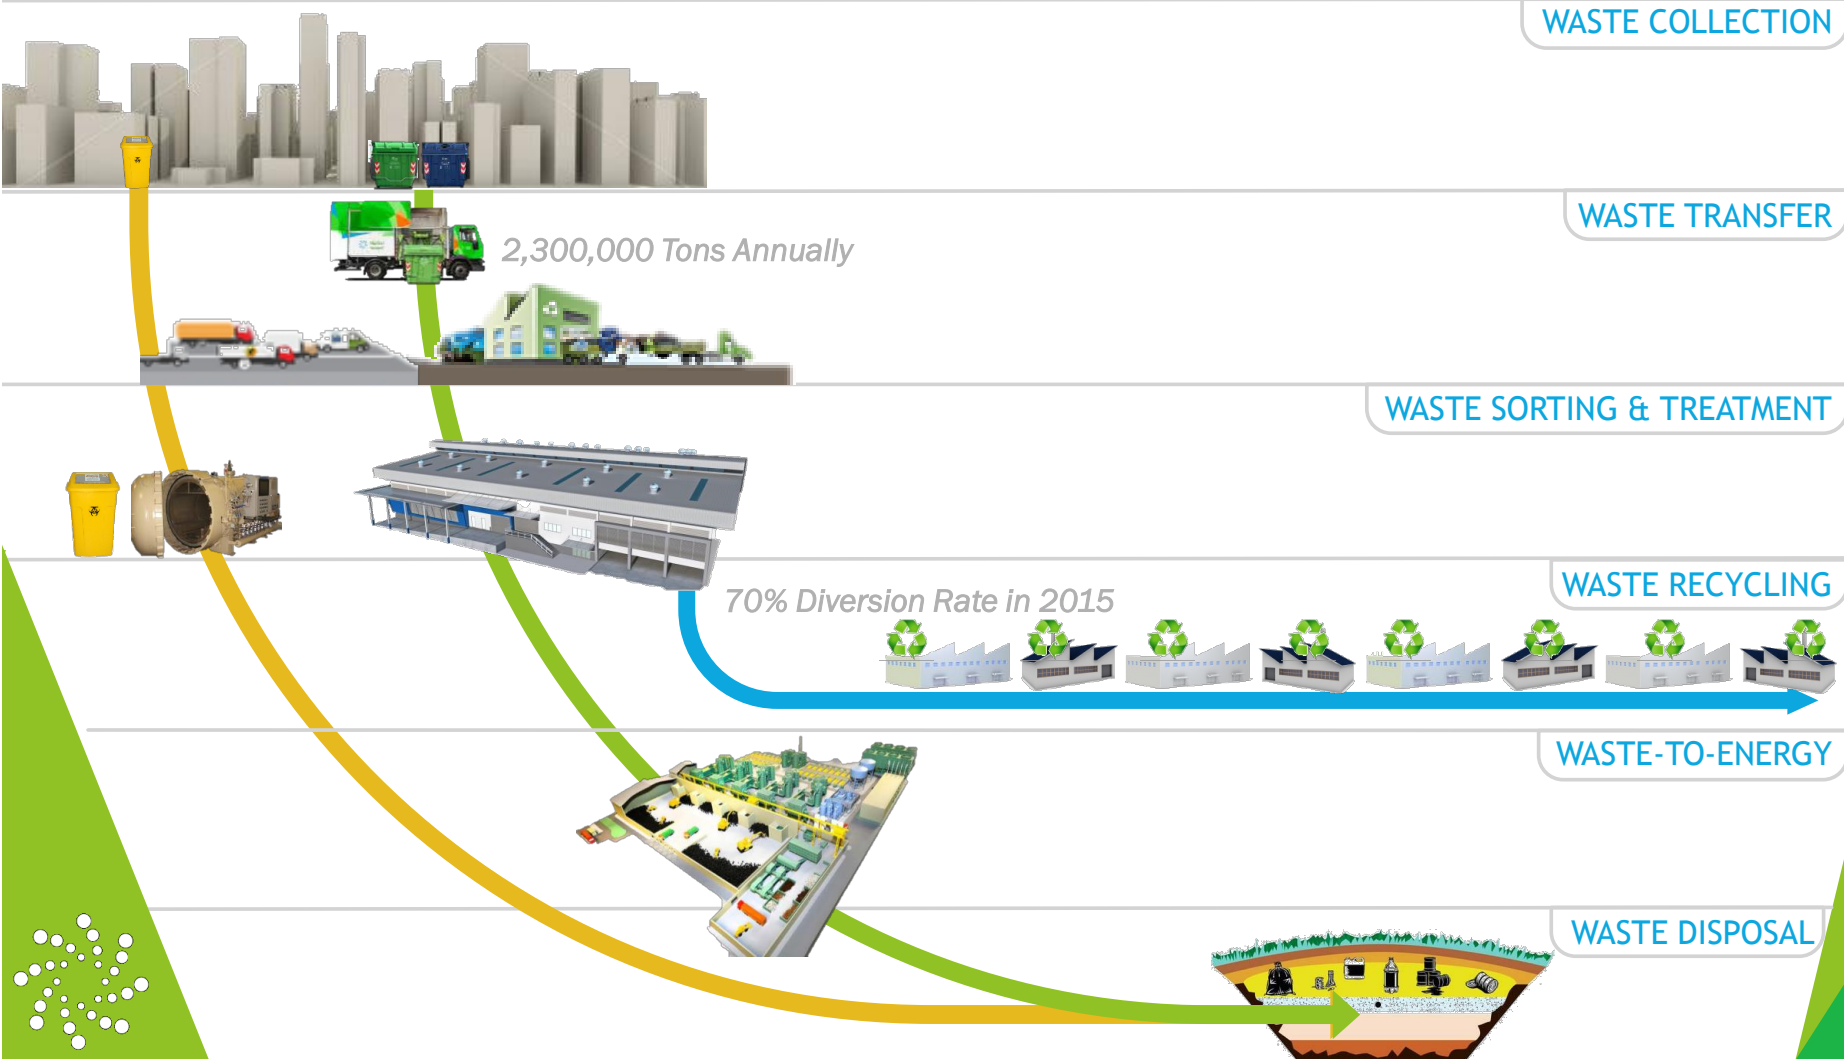 WASTE COLLECTION
WASTE TRANSFER
2,300,000 Tons Annually
WASTE SORTING & TREATMENT
WASTE RECYCLING
70% Diversion Rate in 2015
WASTE-TO-ENERGY
WASTE DISPOSAL